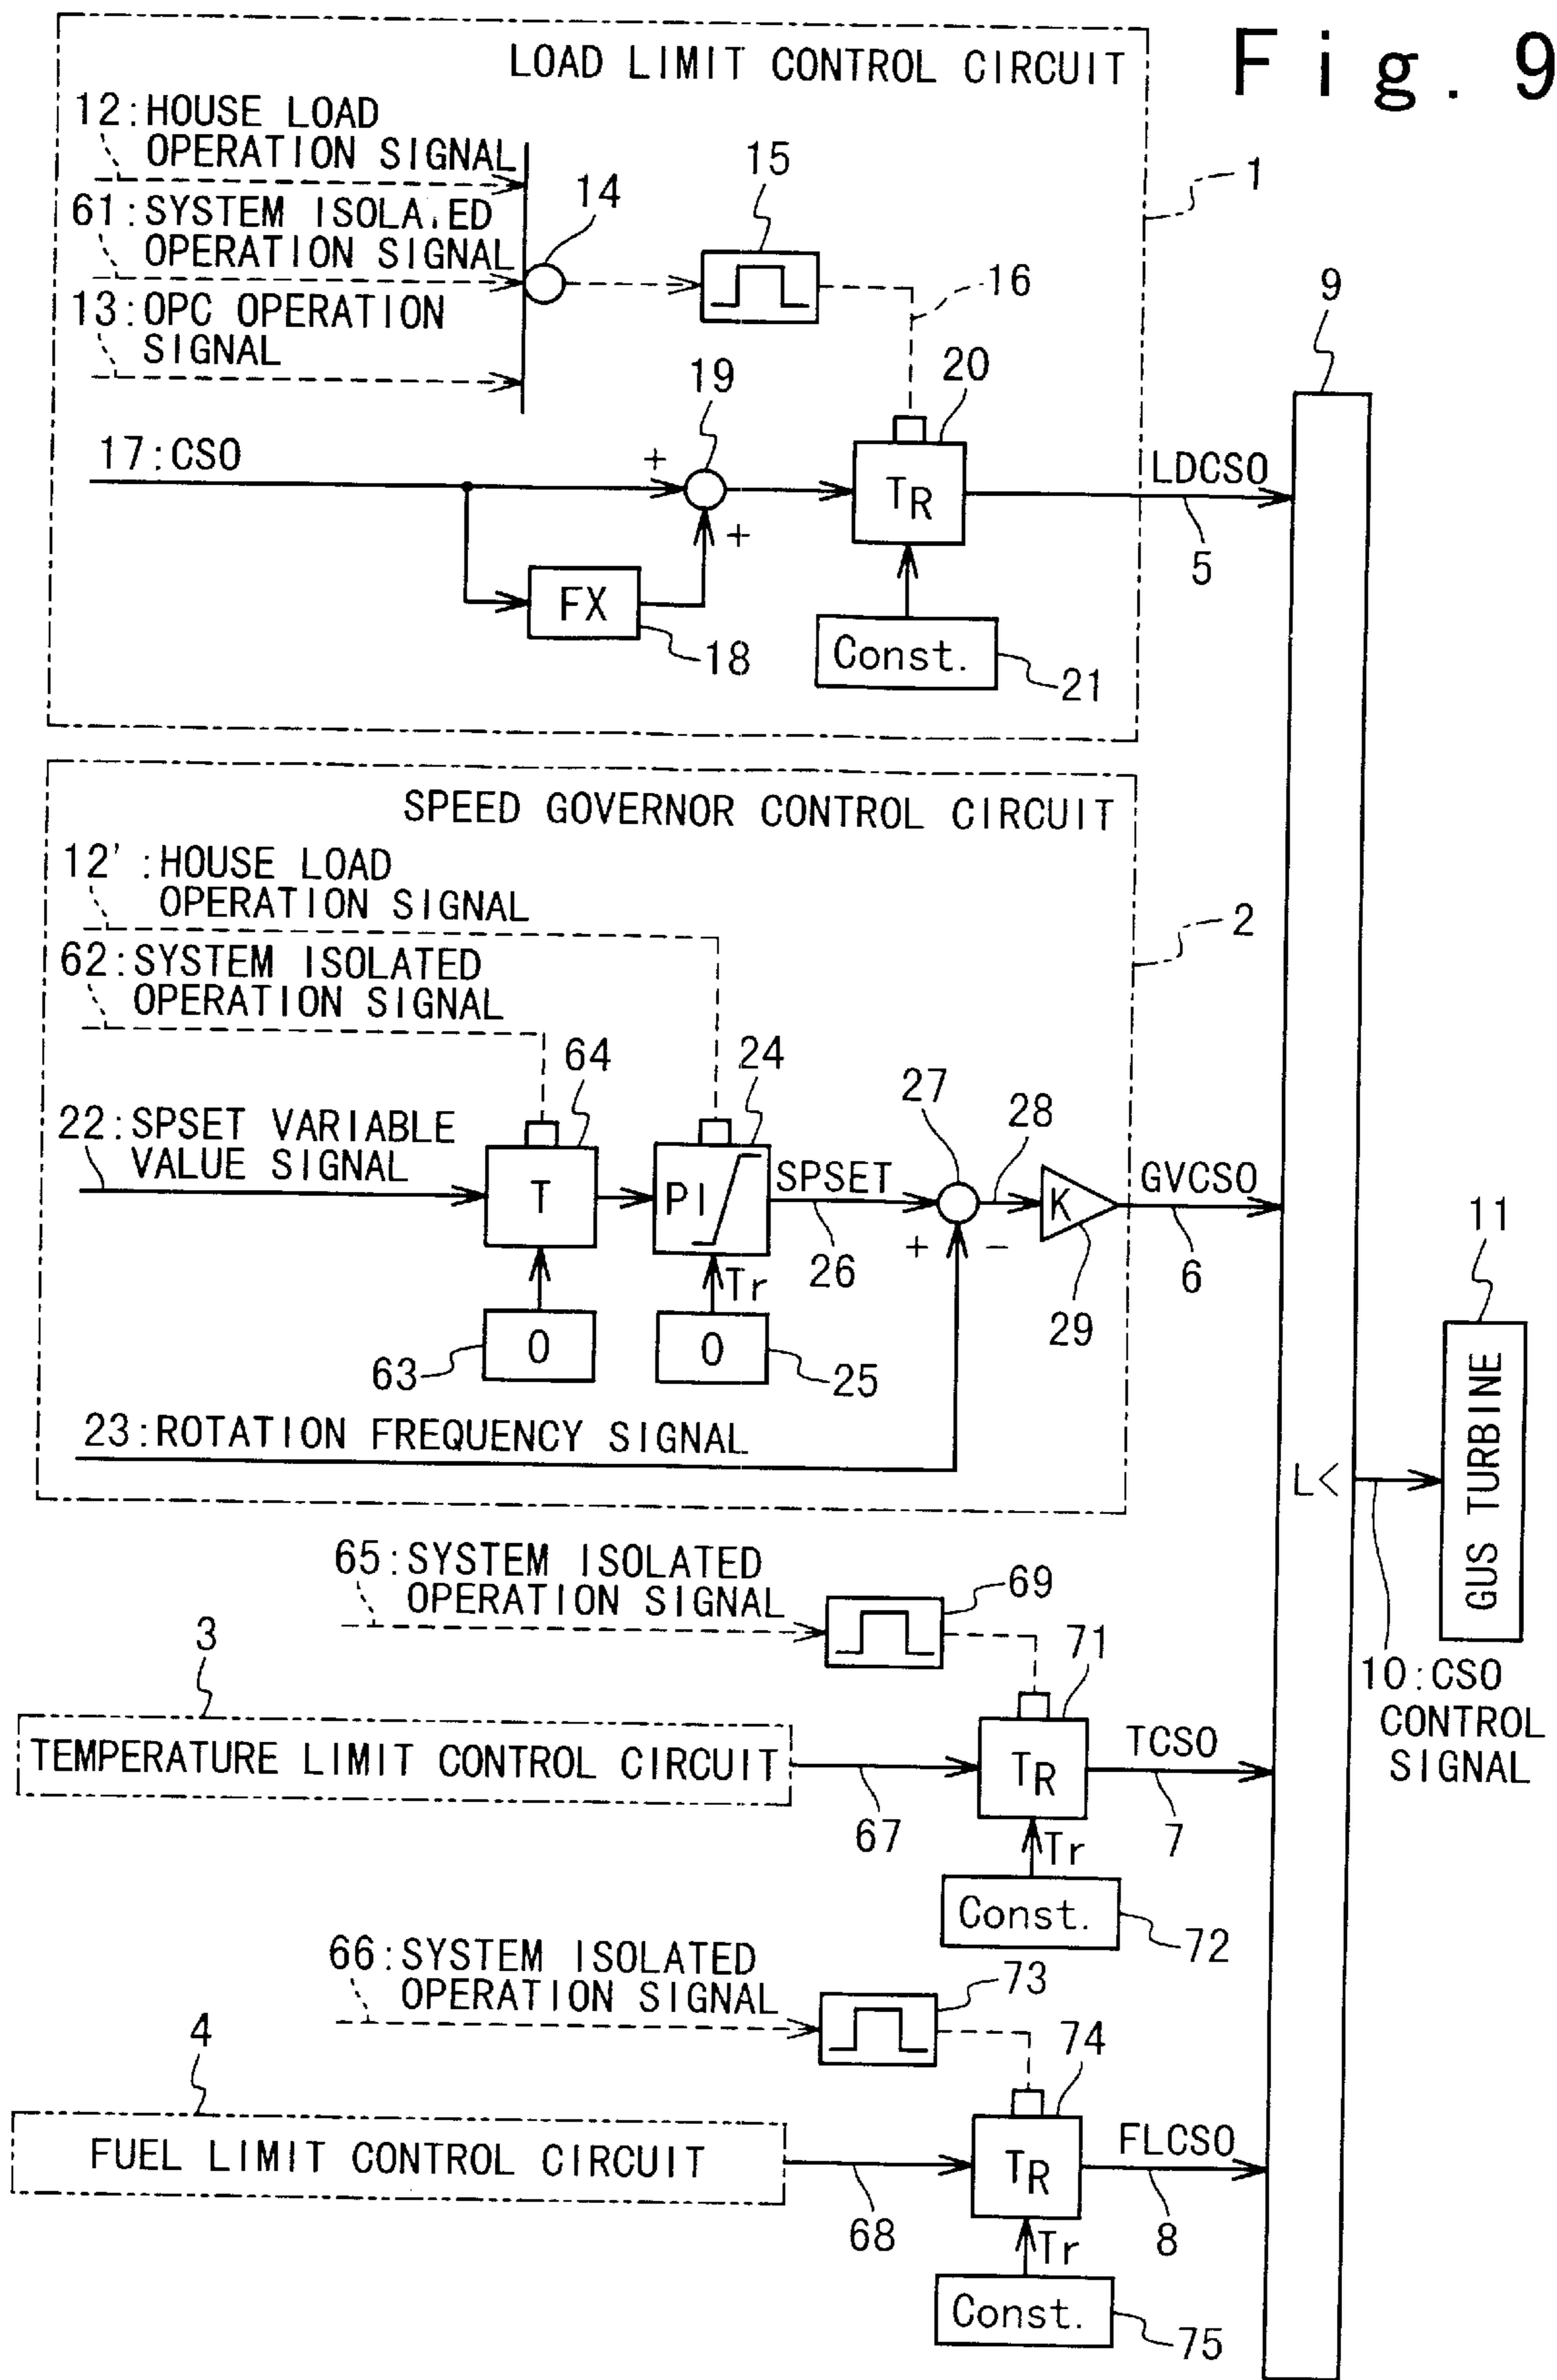 Fig. 9
LOAD LIMIT CONTROL CIRCUIT
12:HOUSE LOAD
OPERATION SIGNAL
61:SYSTEM ISOLA.ED
OPERATION SIGNAL
13:OPC OPERATION
SIGNAL
14
15
16
1
9
17:CSO
+
19
+
20
TR
LDCSO
5
FX
18
Const.
21
SPEED GOVERNOR CONTROL CIRCUIT
12':HOUSE LOAD
OPERATION SIGNAL
62:SYSTEM ISOLATED
OPERATION SIGNAL
2
22:SPSET VARIABLE
VALUE SIGNAL
64
T
24
PI
SPSET
26
27
+
-
28
K
29
GVCSO
6
Tr
0
63
0
25
23:ROTATION FREQUENCY SIGNAL
L<
11
GUS TURBINE
10:CSO
CONTROL
SIGNAL
65:SYSTEM ISOLATED
OPERATION SIGNAL
69
3
TEMPERATURE LIMIT CONTROL CIRCUIT
67
71
TR
TCSO
7
Tr
Const.
72
66:SYSTEM ISOLATED
OPERATION SIGNAL
73
4
FUEL LIMIT CONTROL CIRCUIT
68
74
TR
FLCSO
8
Tr
Const.
75